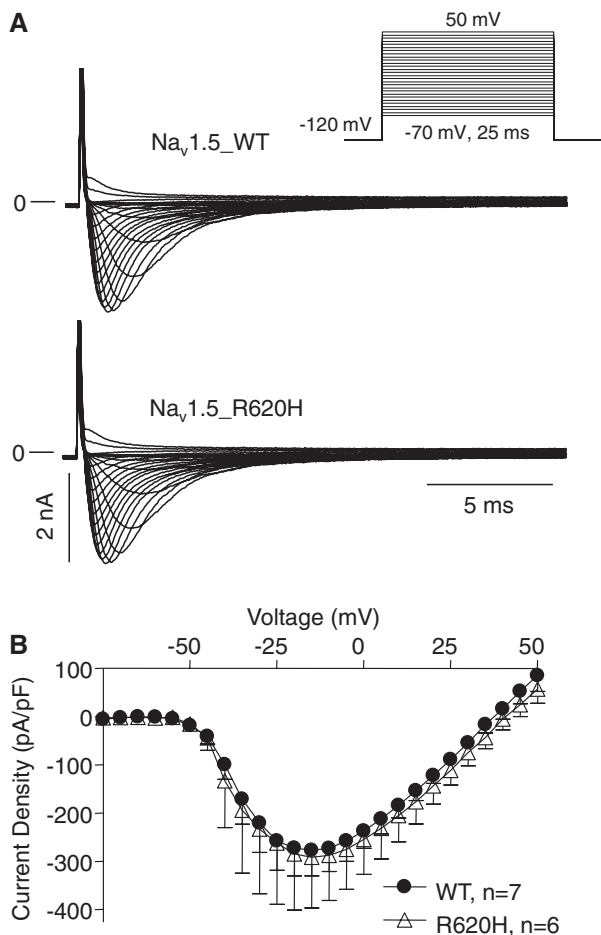 A
50 mV
-120 mV
-70 mV, 25 ms
Nav1.5_WT
0
Nav1.5_R620H
0
2 nA
5 ms
B
Voltage (mV)
-50 -25 0 25 50
100
0
-100
-200
-300
-400
Current Density (pA/pF)
WT, n=7
R620H, n=6